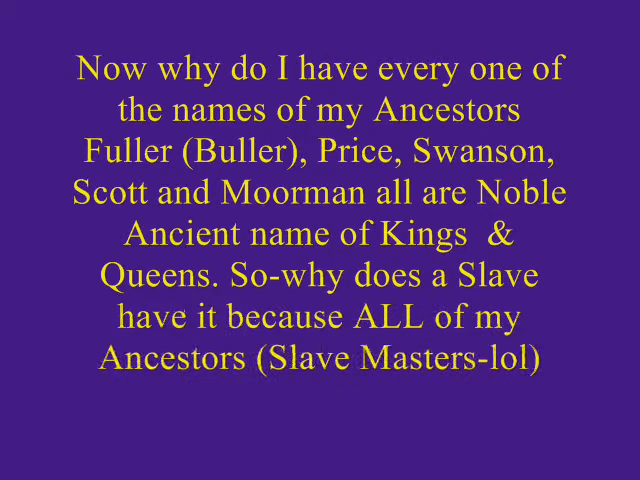 Now why do I have every one of
the names of my Ancestors
Fuller (Buller), Price, Swanson,
Scott and Moorman all are Noble
Ancient name of Kings  &
Queens. So-why does a Slave
have it because ALL of my
Ancestors (Slave Masters-lol)